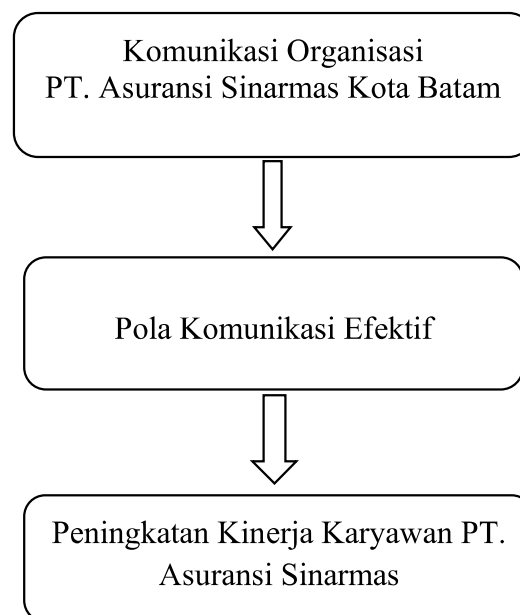 Komunikasi Organisasi
PT. Asuransi Sinarmas Kota Batam
Pola Komunikasi Efektif
Peningkatan Kinerja Karyawan PT.
Asuransi Sinarmas